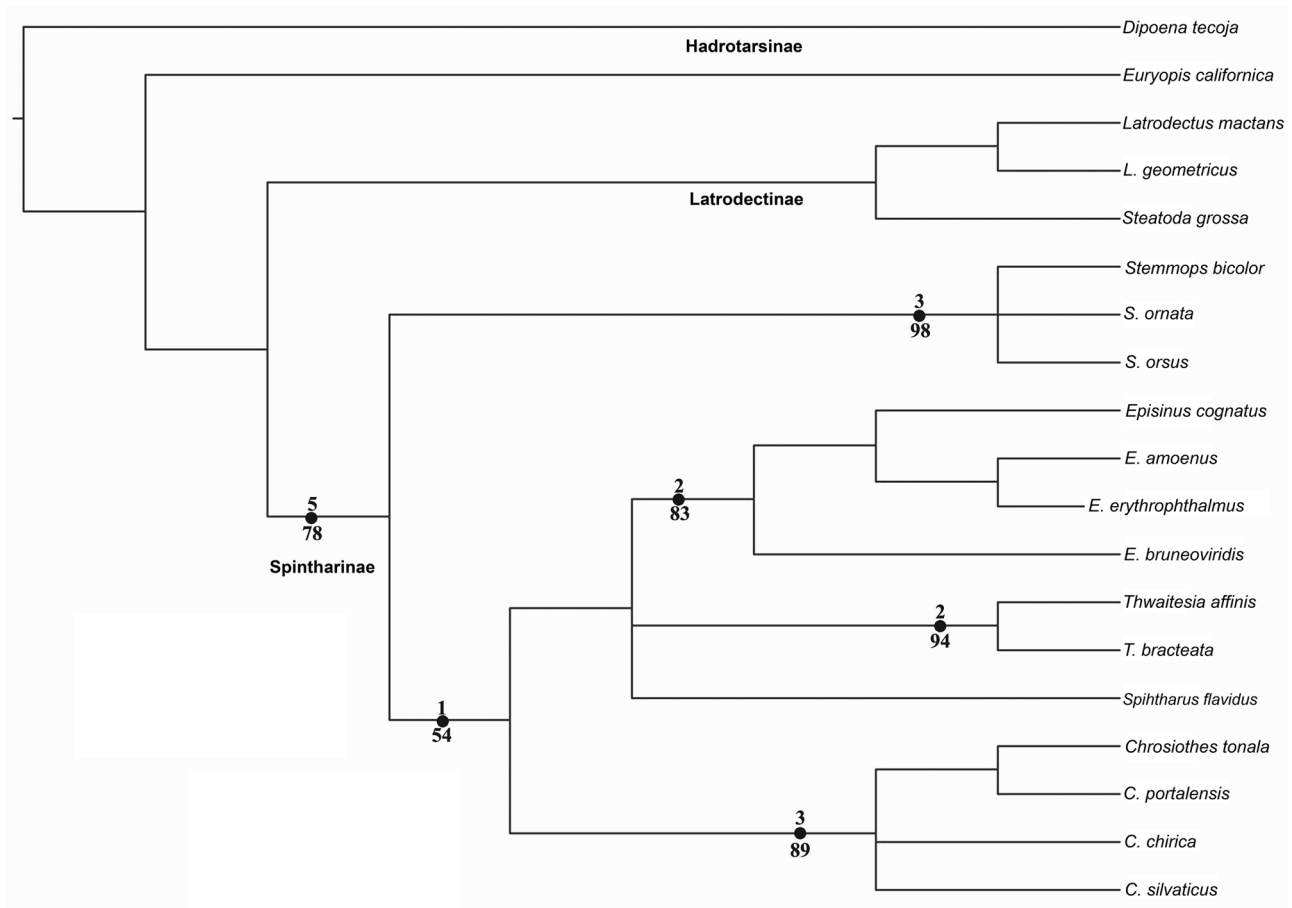 Dipoena tecoja
Hadrotarsinae
Euryopis californica
Latrodectus mactans
L. geometricus
Latrodectinae
Steatoda grossa
Stemmops bicolor
3
S. ornata
98
S. orsus
Episinus cognatus
E. amoenus
2
5
E. erythrophthalmus
83
78
E. bruneoviridis
Spintharinae
Thwaitesia affinis
2
94
T. bracteata
Spihtharus flavidus
1
54
Chrosiothes tonala
C. portalensis
3
C. chirica
89
C. silvaticus